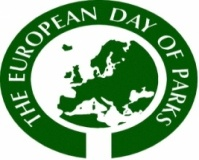 THE EUROPEAN DAY OF PARKS